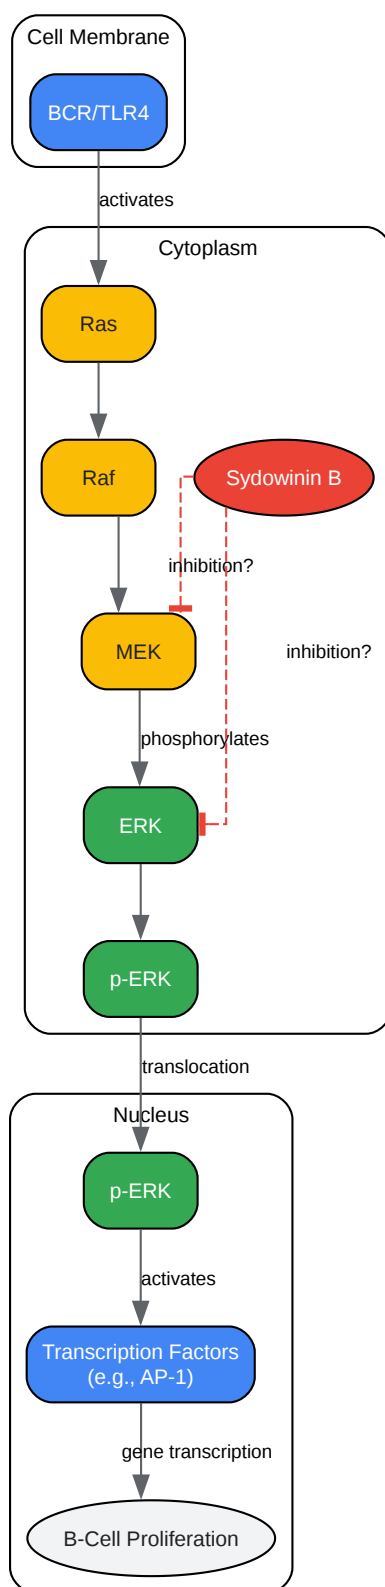 Cell Membrane
BCR/TLR4
activates
Cytoplasm
Ras
Raf
Sydowinin B
inhibition?
MEK
inhibition?
phosphorylates
ERK
p-ERK
translocation
Nucleus
p-ERK
activates
Transcription Factors
(e.g., AP-1)
gene transcription
B-Cell Proliferation